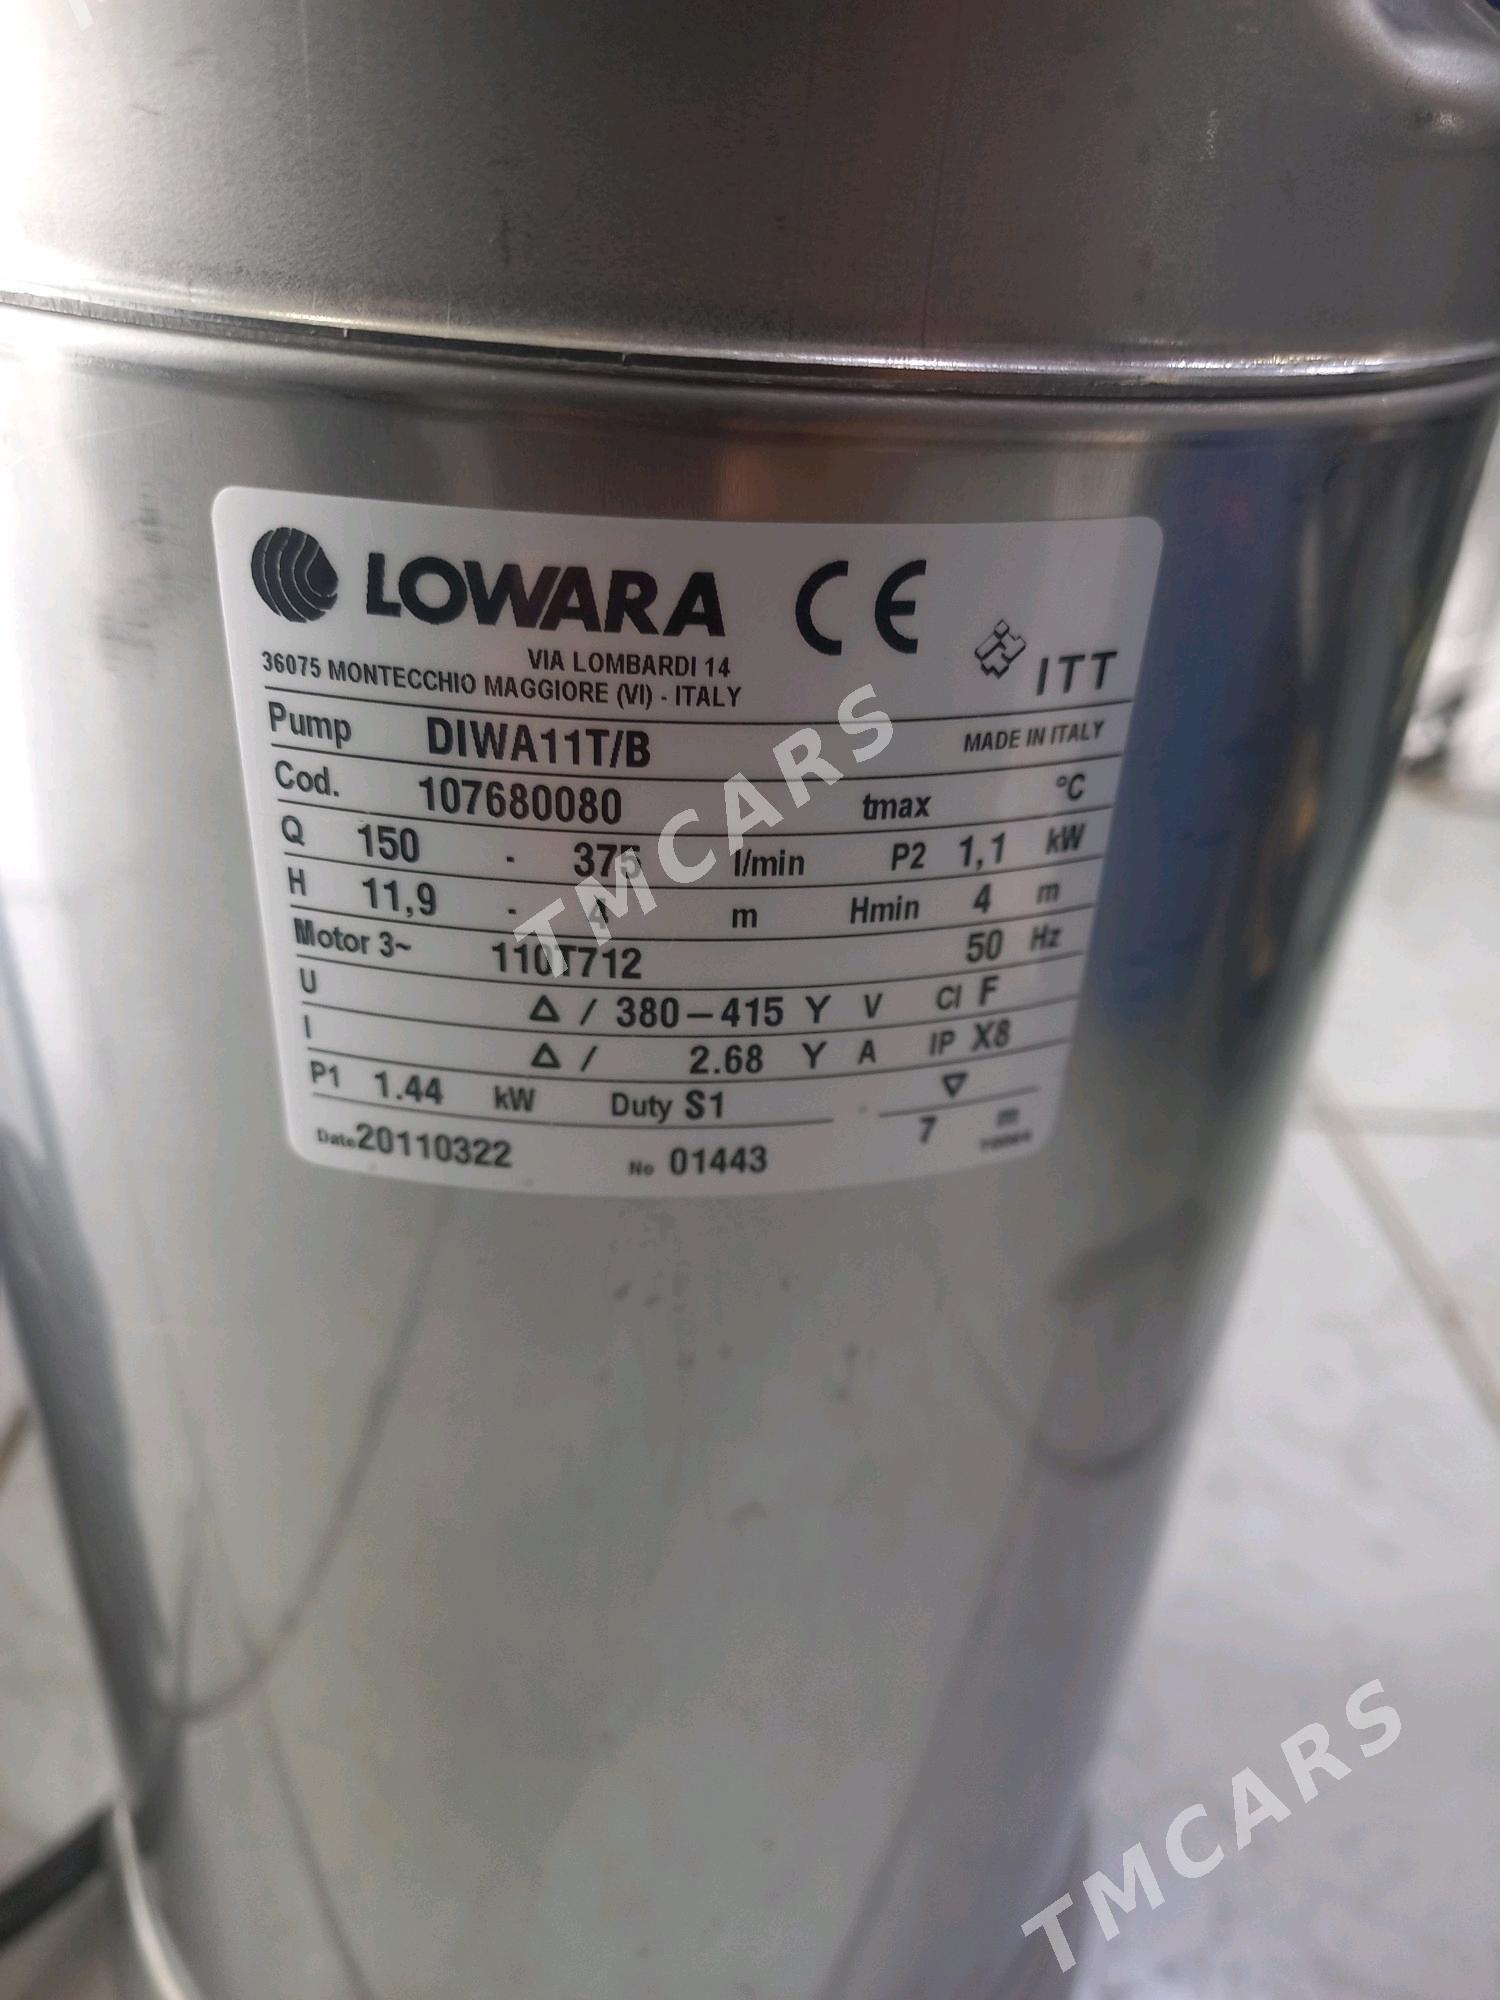 LOWARA CE
VIA LOMBARDI 14
36075 MONTECCHIO MAGGIORE (VI) - ITALY
ITT
Pump DIWA11T/B MADE IN ITALY
Cod. 107680080 tmax °C
Q 150 - 375 l/min P2 1,1 kW
H 11,9 - 4 m Hmin 4 m
Motor 3~ 110T712 50 Hz
U Δ / 380-415 Y V Cl F
I Δ / 2.68 Y A IP X8
P1 1.44 kW Duty S1 ▽
Date 20110322 No 01443 7 m
TMCARS
TMCARS